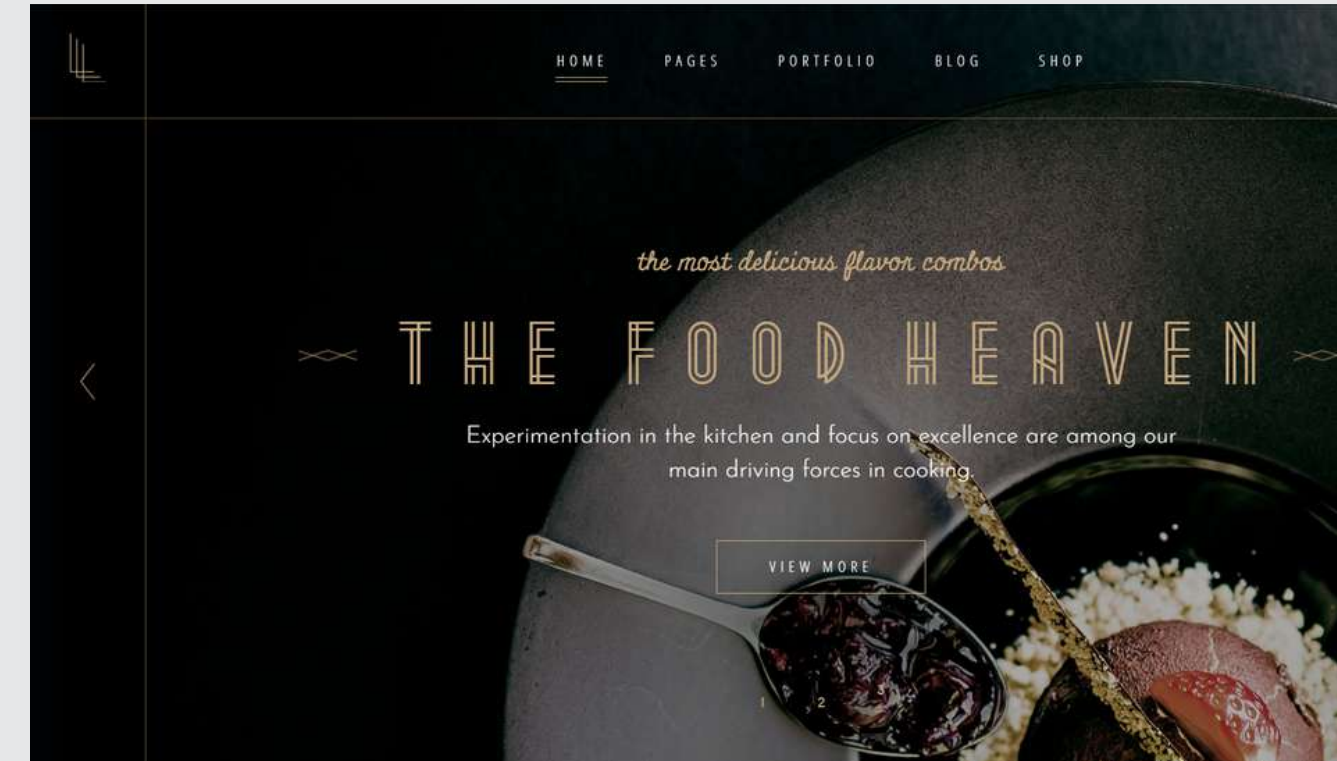 HOME PAGES PORTFOLIO BLOG SHOP
the most delicious flavor combos
THE FOOD HEAVEN
Experimentation in the kitchen and focus on excellence are among our
main driving forces in cooking.
VIEW MORE
1 2 3